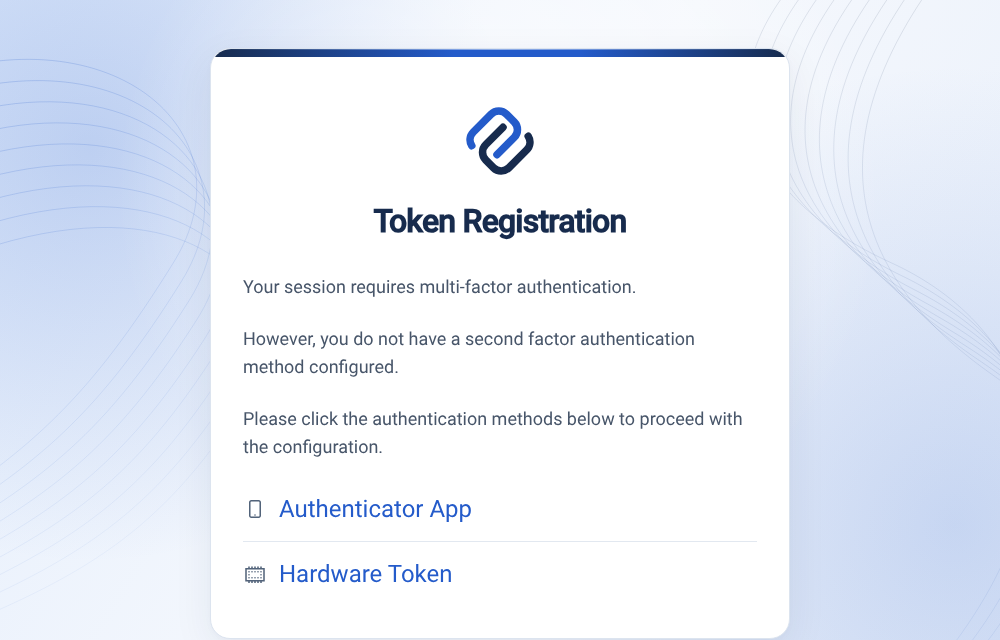 Token Registration
Your session requires multi-factor authentication.
However, you do not have a second factor authentication
method configured.
Please click the authentication methods below to proceed with
the configuration.
Authenticator App
Hardware Token